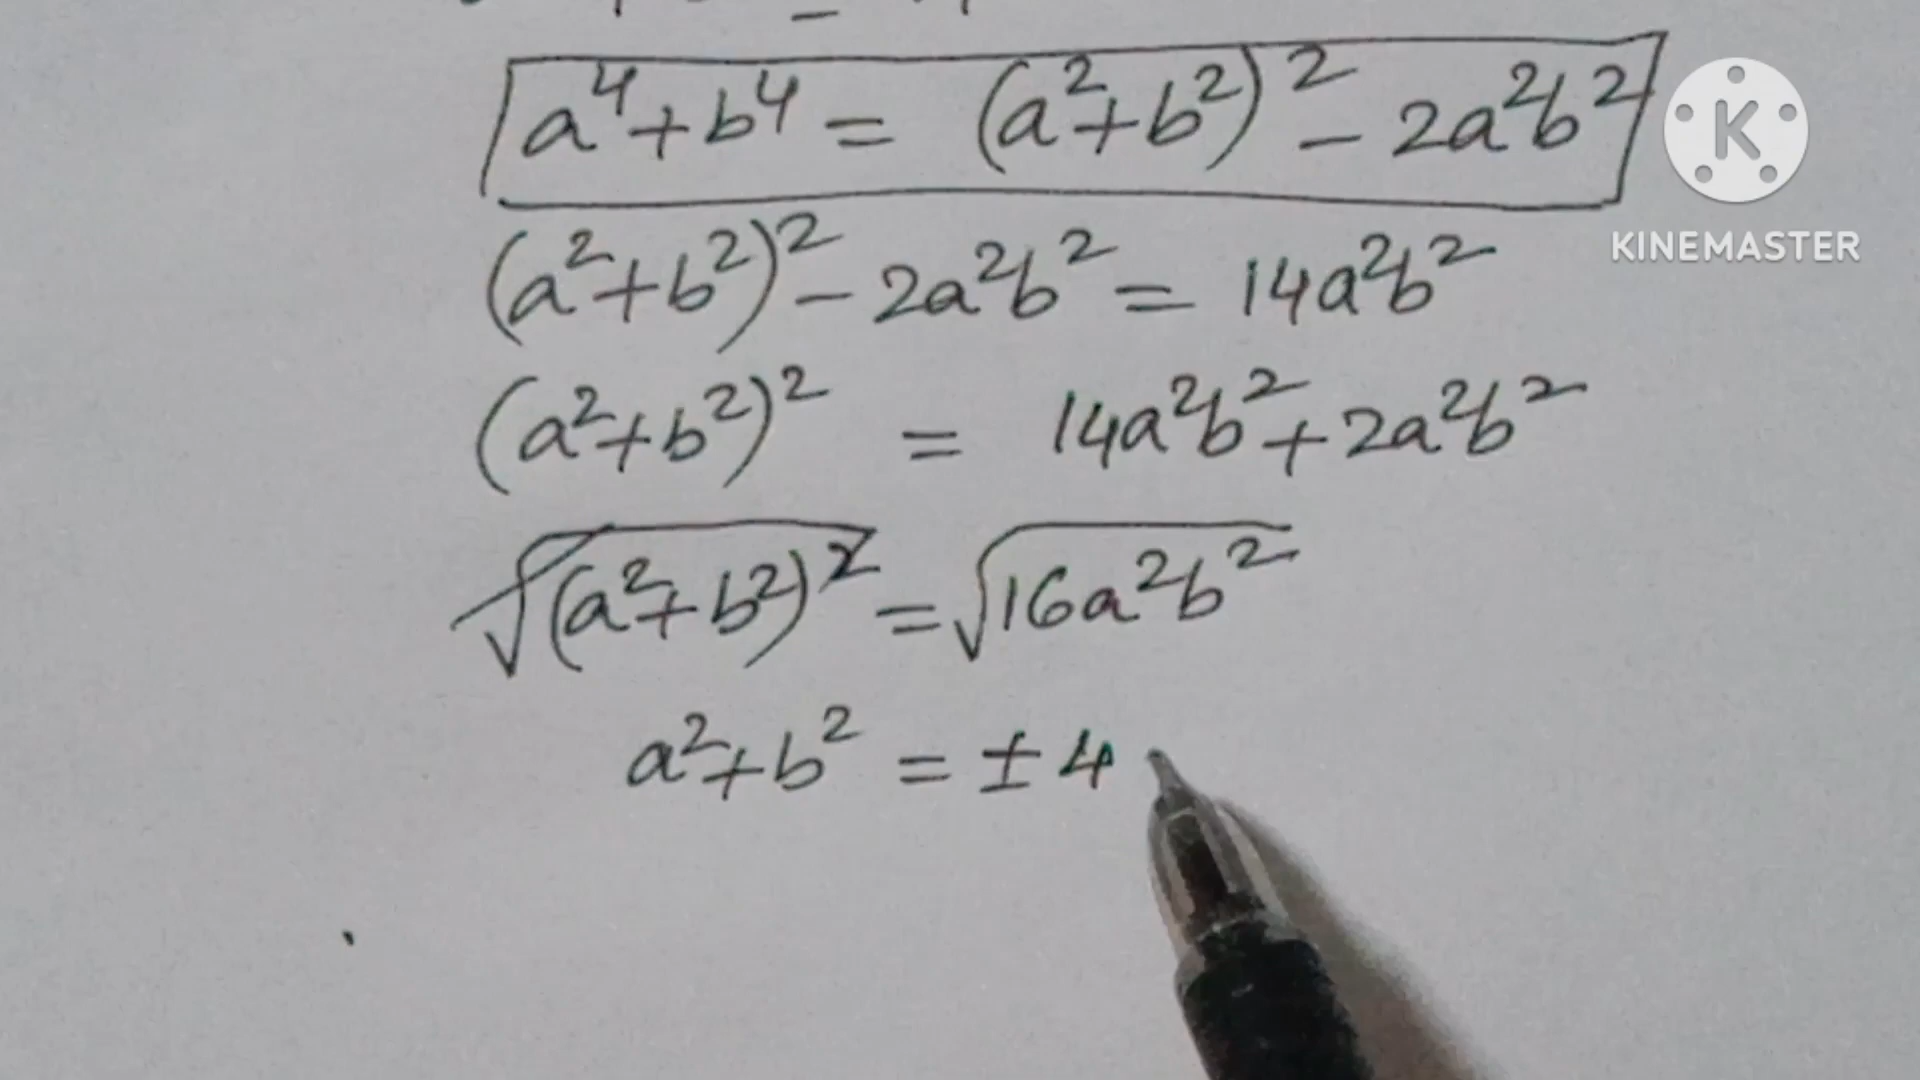 a⁴+b⁴ = (a²+b²)² - 2a²b²
(a²+b²)² - 2a²b² = 14a²b²
(a²+b²)² = 14a²b² + 2a²b²
√(a²+b²)² = √16a²b²
a²+b² = ±4
K
KINEMASTER